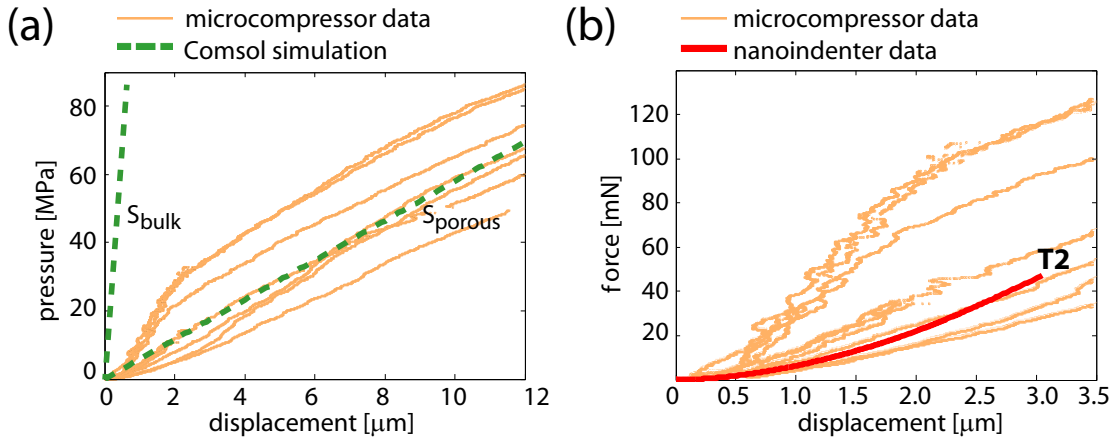 (a)
microcompressor data
Comsol simulation
pressure [MPa]
80
60
40
20
0
S_bulk
S_porous
0 2 4 6 8 10 12
displacement [μm]
(b)
microcompressor data
nanoindenter data
force [mN]
120
100
80
60
40
20
T2
0 0.5 1.0 1.5 2.0 2.5 3.0 3.5
displacement [μm]